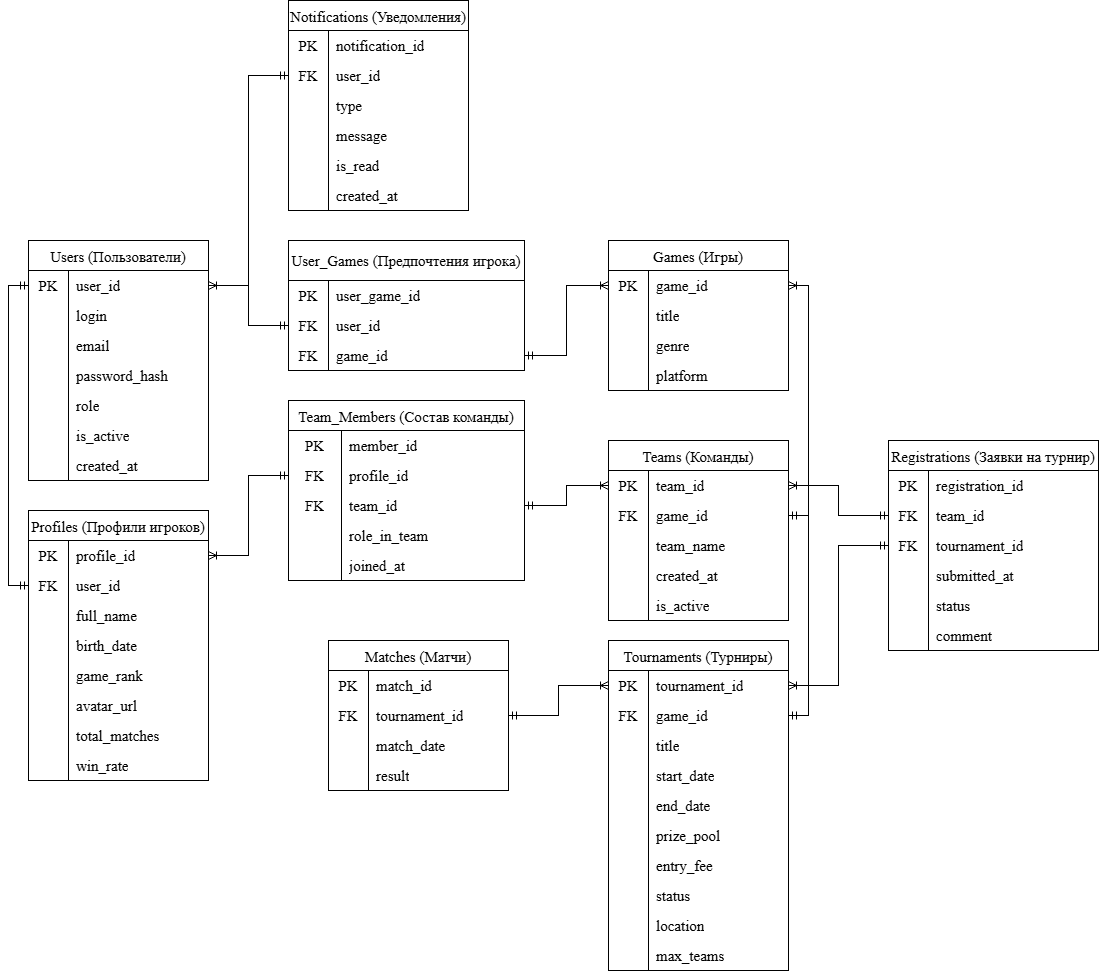 Notifications (Уведомления)
PK notification_id
FK user_id
type
message
is_read
created_at
Users (Пользователи)
PK user_id
login
email
password_hash
role
is_active
created_at
User_Games (Предпочтения игрока)
PK user_game_id
FK user_id
FK game_id
Games (Игры)
PK game_id
title
genre
platform
Team_Members (Состав команды)
PK member_id
FK profile_id
FK team_id
role_in_team
joined_at
Teams (Команды)
PK team_id
FK game_id
team_name
created_at
is_active
Registrations (Заявки на турнир)
PK registration_id
FK team_id
FK tournament_id
submitted_at
status
comment
Profiles (Профили игроков)
PK profile_id
FK user_id
full_name
birth_date
game_rank
avatar_url
total_matches
win_rate
Matches (Матчи)
PK match_id
FK tournament_id
match_date
result
Tournaments (Турниры)
PK tournament_id
FK game_id
title
start_date
end_date
prize_pool
entry_fee
status
location
max_teams